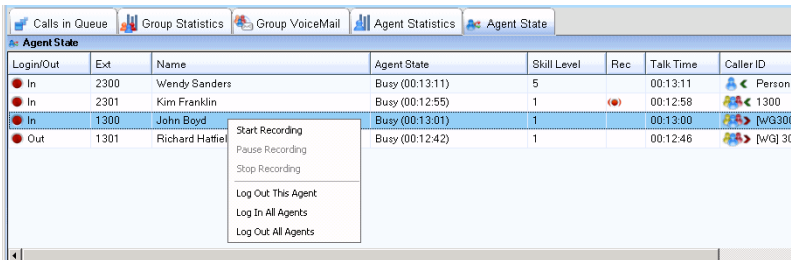 Calls in Queue Group Statistics Group VoiceMail Agent Statistics Agent State
Agent State
Login/Out Ext Name Agent State Skill Level Rec Talk Time Caller ID
In 2300 Wendy Sanders Busy (00:13:11) 5 00:13:11 Person
In 2301 Kim Franklin Busy (00:12:55) 1 00:12:58 1300
In 1300 John Boyd Busy (00:13:01) 1 00:13:00 [WG300
Out 1301 Richard Hatfiel Busy (00:12:42) 1 00:12:46 [WG] 30
Start Recording
Pause Recording
Stop Recording
Log Out This Agent
Log In All Agents
Log Out All Agents